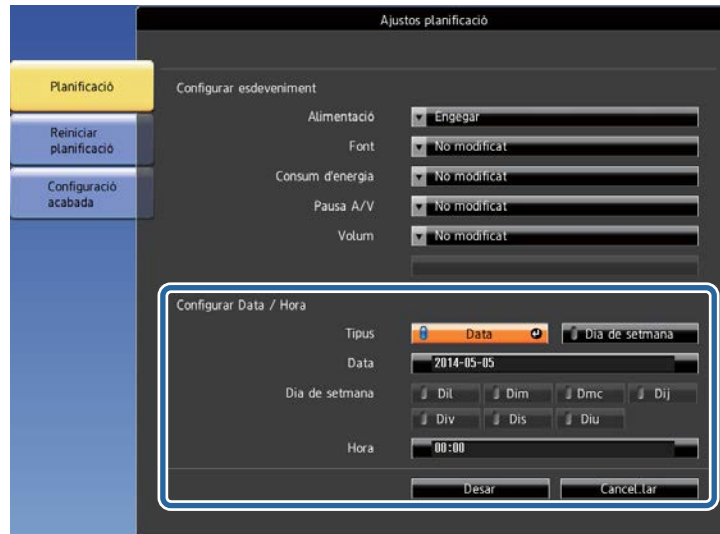 Ajustos planificació
Planificació
Reiniciar
planificació
Configuració
acabada
Configurar esdeveniment
Alimentació Engegar
Font No modificat
Consum d'energia No modificat
Pausa A/V No modificat
Volum No modificat
Configurar Data / Hora
Tipus Data Dia de setmana
Data 2014-05-05
Dia de setmana Dil Dim Dmc Dij
Div Dis Diu
Hora 00:00
Desar Cancel.lar